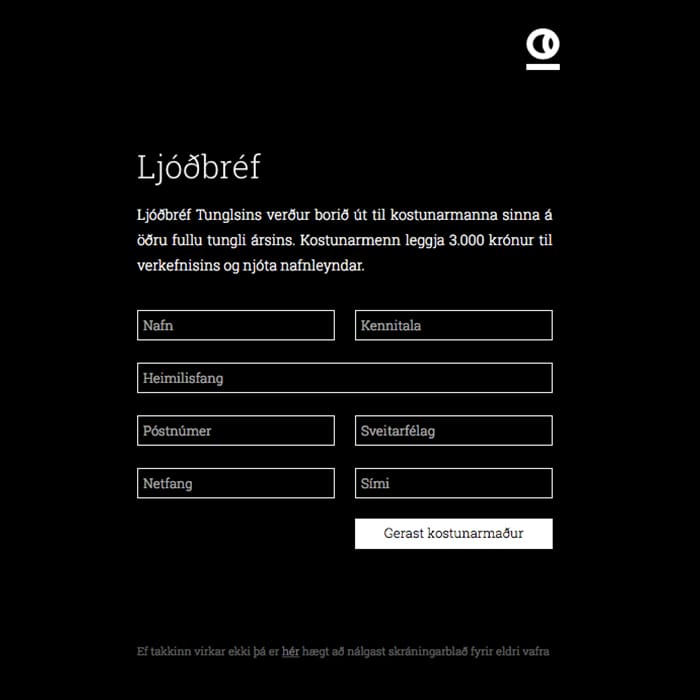 Ljóðbréf
Ljóðbréf Tunglsins verður borið út til kostunarmanna sinna á
öðru fullu tungli ársins. Kostunarmenn leggja 3.000 krónur til
verkefnisins og njóta nafnleyndar.
Nafn
Kennitala
Heimilisfang
Póstnúmer
Sveitarfélag
Netfang
Sími
Gerast kostunarmaður
Ef takkinn virkar ekki þá er hér hægt að nálgast skráningarblað fyrir eldri vafra